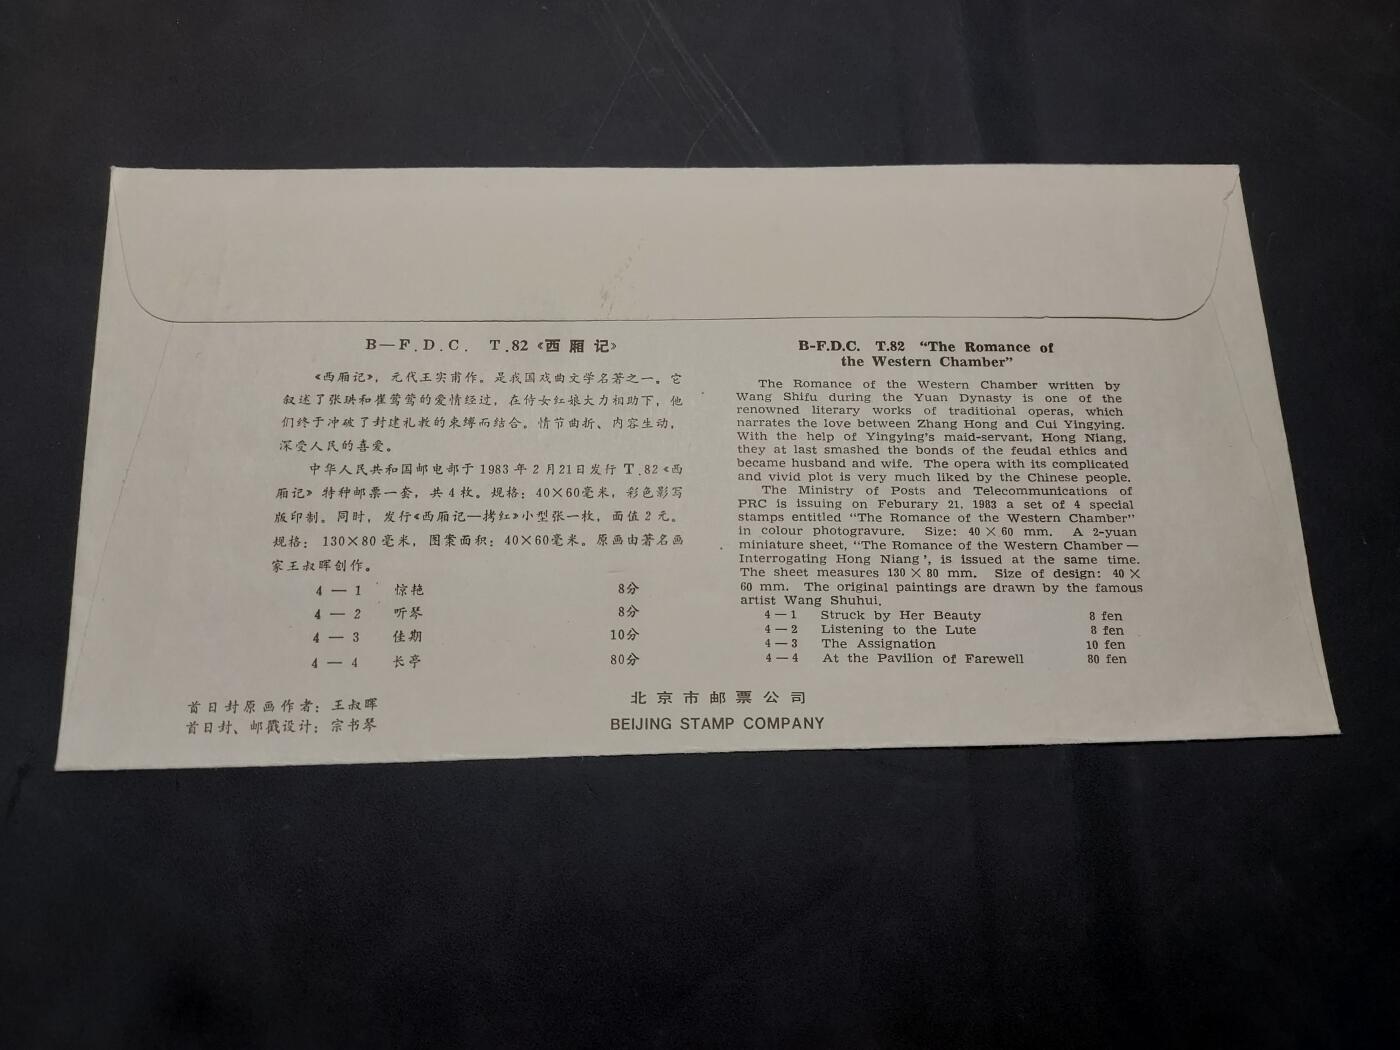 B—F.D.C. T.82《西厢记》
《西厢记》，元代王实甫作。是我国戏曲文学名著之一。它
叙述了张珙和崔莺莺的爱情经过，在侍女红娘大力相助下，他
们终于冲破了封建礼教的束缚而结合。情节曲折、内容生动，
深受人民的喜爱。
中华人民共和国邮电部于1983年2月21日发行T.82《西
厢记》特种邮票一套，共4枚。规格：40×60毫米，彩色影写
版印制。同时，发行《西厢记—拷红》小型张一枚，面值2元。
规格：130×80毫米，图案面积：40×60毫米。原画由著名画
家王叔晖创作。
4—1 惊艳 8分
4—2 听琴 8分
4—3 佳期 10分
4—4 长亭 80分
首日封原画作者：王叔晖
首日封、邮戳设计：宗书琴
B-F.D.C. T.82 “The Romance of
the Western Chamber”
The Romance of the Western Chamber written by
Wang Shifu during the Yuan Dynasty is one of the
renowned literary works of traditional operas, which
narrates the love between Zhang Hong and Cui Yingying.
With the help of Yingying's maid-servant, Hong Niang,
they at last smashed the bonds of the feudal ethics and
became husband and wife. The opera with its complicated
and vivid plot is very much liked by the Chinese people.
The Ministry of Posts and Telecommunications of
PRC is issuing on Feburary 21, 1983 a set of 4 special
stamps entitled “The Romance of the Western Chamber”
in colour photogravure. Size: 40 × 60 mm. A 2-yuan
miniature sheet, “The Romance of the Western Chamber —
Interrogating Hong Niang', is issued at the same time.
The sheet measures 130 × 80 mm. Size of design: 40 ×
60 mm. The original paintings are drawn by the famous
artist Wang Shuhui.
4—1 Struck by Her Beauty 8 fen
4—2 Listening to the Lute 8 fen
4—3 The Assignation 10 fen
4—4 At the Pavilion of Farewell 80 fen
北京市邮票公司
BEIJING STAMP COMPANY